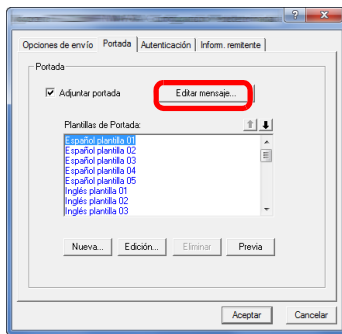 Opciones de envío Portada Autenticación Inform. remitente
Portada
Adjuntar portada Editar mensaje...
Plantillas de Portada:
Español plantilla 01
Español plantilla 02
Español plantilla 03
Español plantilla 04
Español plantilla 05
Inglés plantilla 01
Inglés plantilla 02
Inglés plantilla 03
Nueva... Edición... Eliminar Previa
Aceptar Cancelar